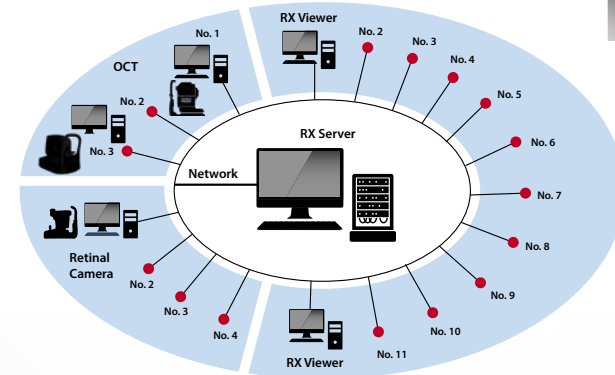 No. 1
OCT
No. 2
No. 3
RX Viewer
No. 2
No. 3
No. 4
No. 5
No. 6
No. 7
No. 8
No. 9
No. 10
No. 11
RX Viewer
RX Server
Network
Retinal
Camera
No. 2
No. 3
No. 4